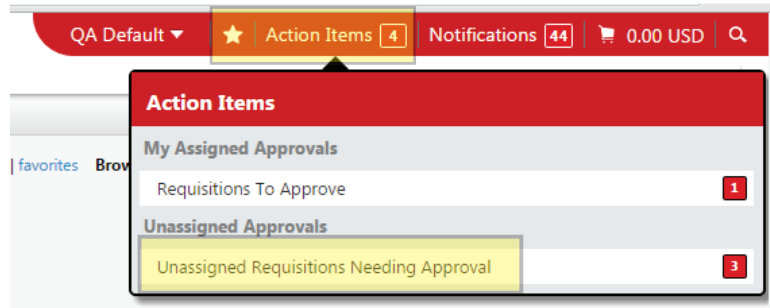 QA Default ▼ ★ Action Items 4 Notifications 44 0.00 USD
Action Items
My Assigned Approvals
| favorites Brow
Requisitions To Approve 1
Unassigned Approvals
Unassigned Requisitions Needing Approval 3